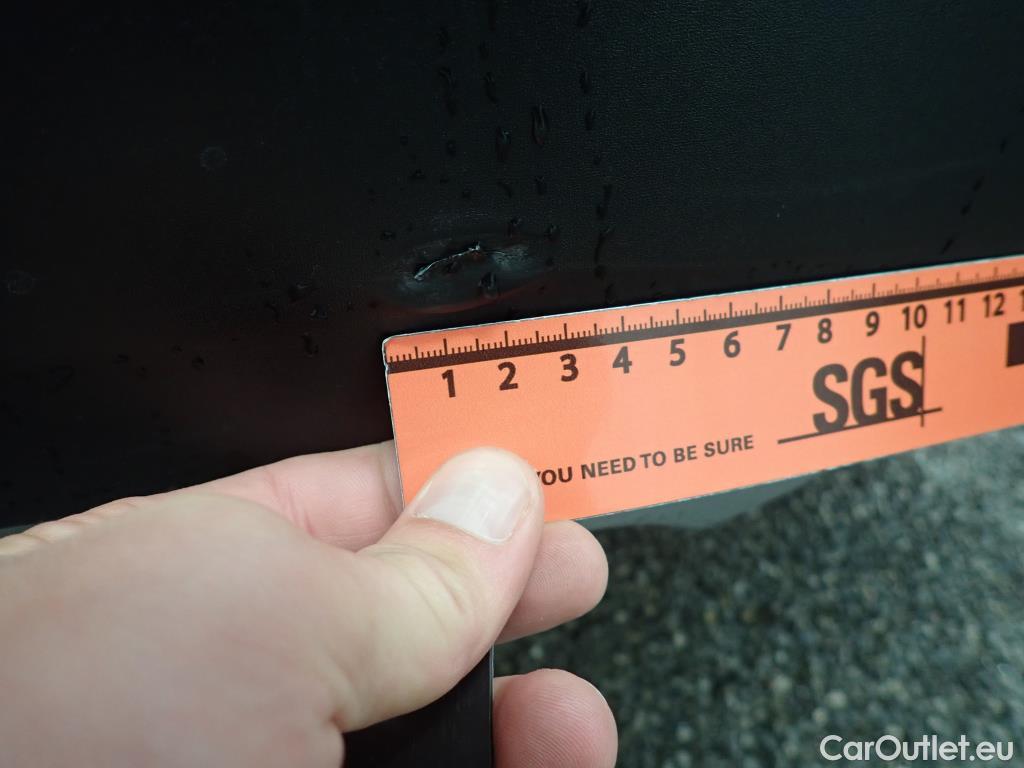 1 2 3 4 5 6 7 8 9 10 11 12
SGS
YOU NEED TO BE SURE
CarOutlet.eu